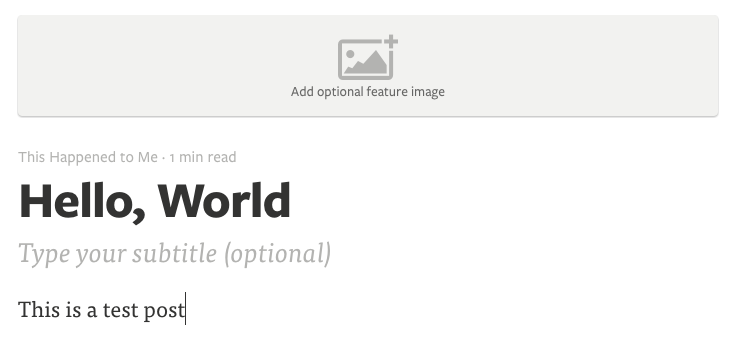 Add optional feature image
This Happened to Me · 1 min read
Hello, World
Type your subtitle (optional)
This is a test post